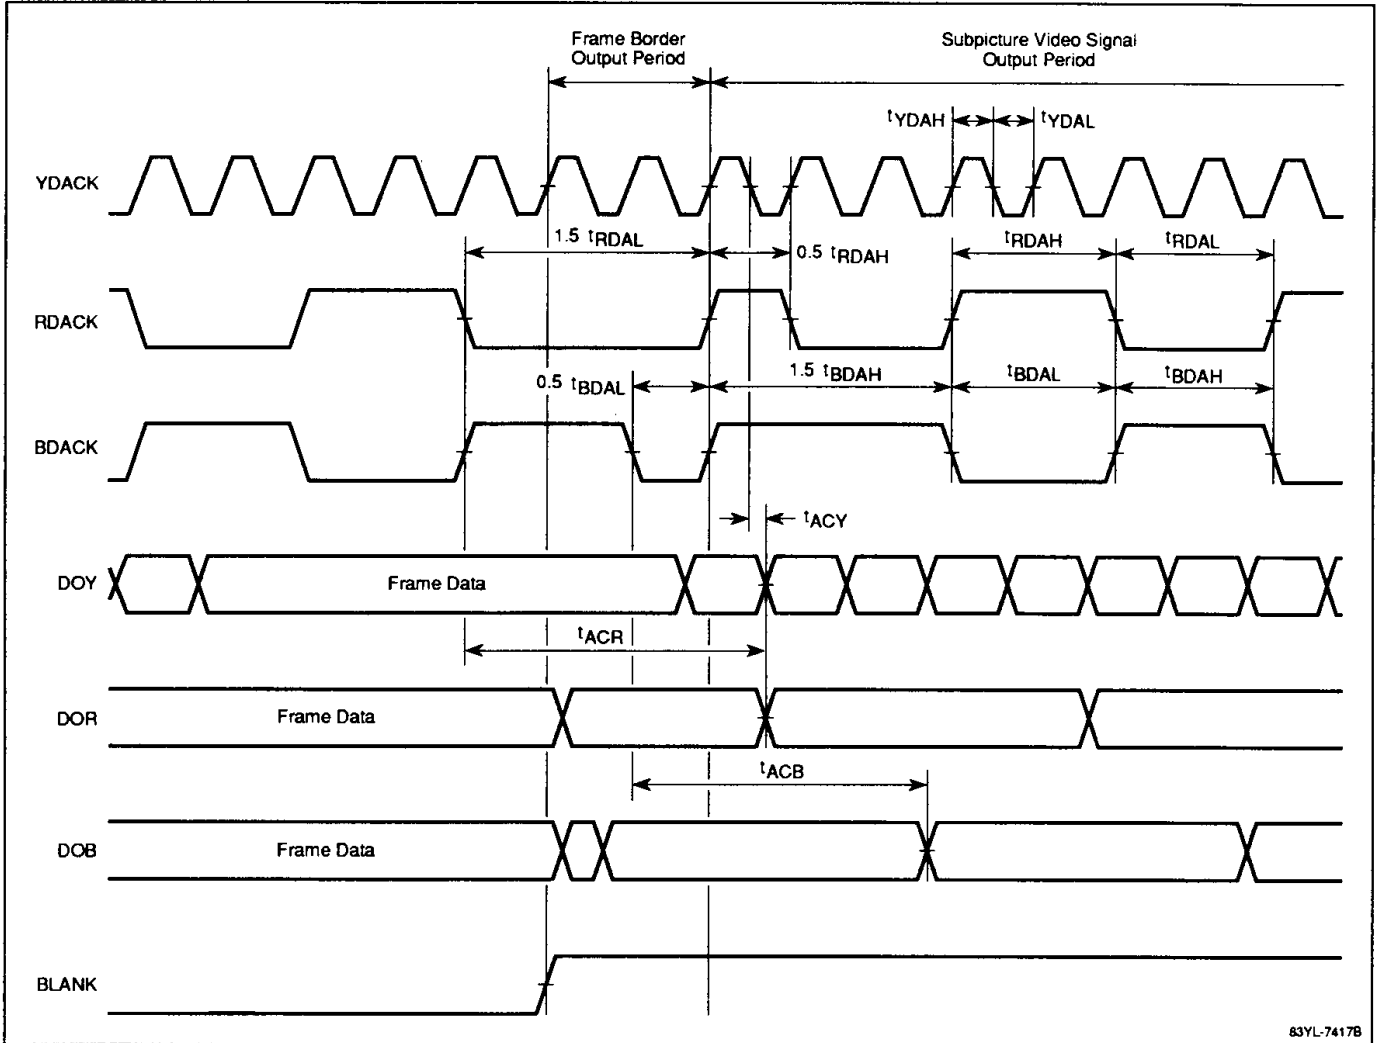 Frame Border
Output Period
Subpicture Video Signal
Output Period
tYDAH
tYDAL
YDACK
1.5 tRDAL
0.5 tRDAH
tRDAH
tRDAL
RDACK
0.5 tBDAL
1.5 tBDAH
tBDAL
tBDAH
BDACK
tACY
DOY
Frame Data
tACR
DOR
Frame Data
tACB
DOB
Frame Data
BLANK
83YL-7417B